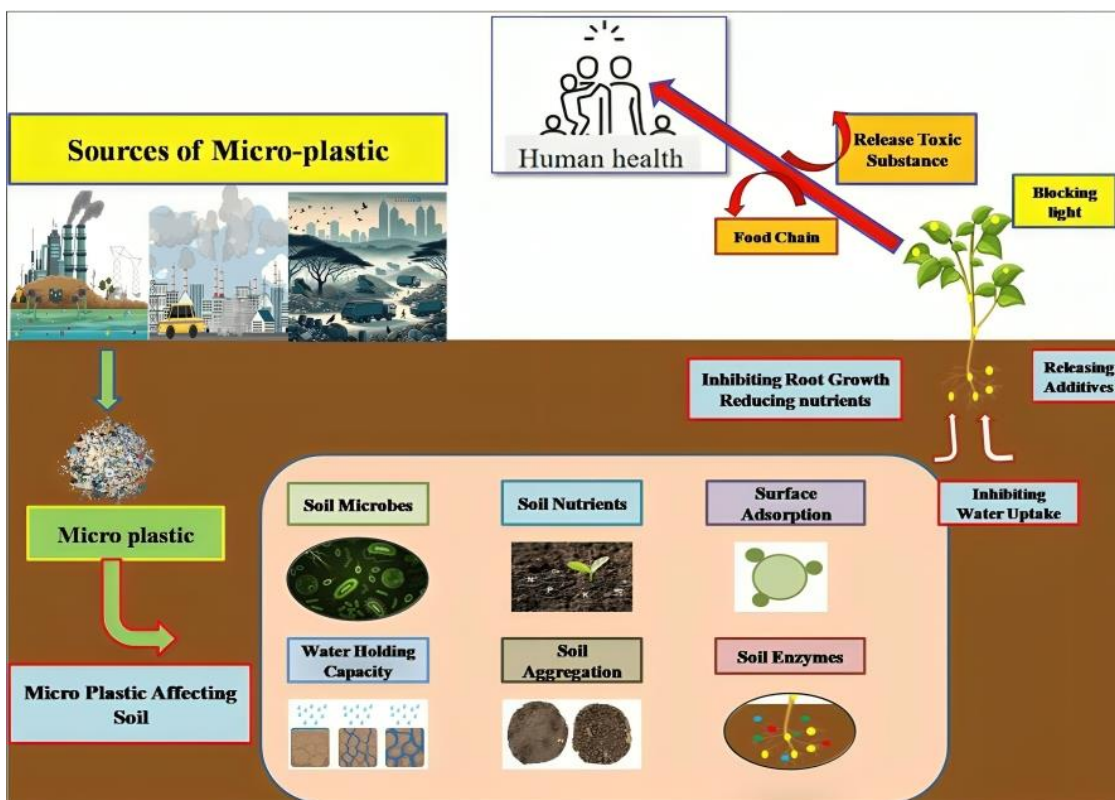 Human health
Sources of Micro-plastic
Release Toxic
Substance
Food Chain
Blocking
light
Inhibiting Root Growth
Reducing nutrients
Releasing
Additives
Inhibiting
Water Uptake
Micro plastic
Micro Plastic Affecting
Soil
Soil Microbes
Soil Nutrients
Surface
Adsorption
N
P
K
Water Holding
Capacity
Soil
Aggregation
Soil Enzymes